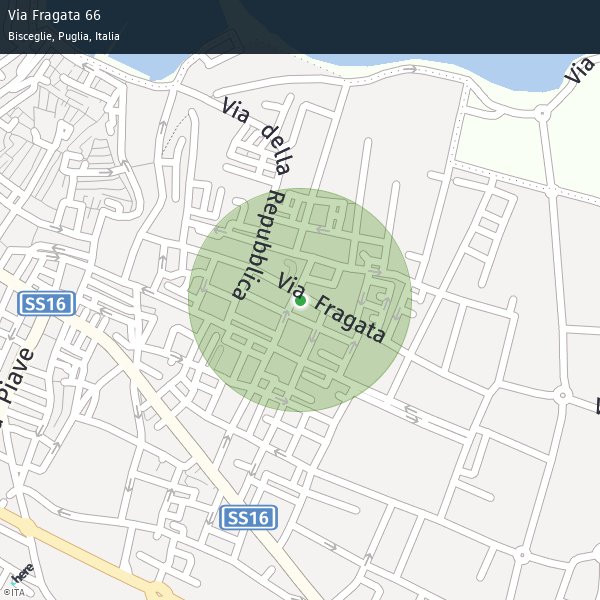 Via Fragata 66
Bisceglie, Puglia, Italia
Via
Via della Repubblica
Via Fragata
SS16
Piave
SS16
here
©ITA